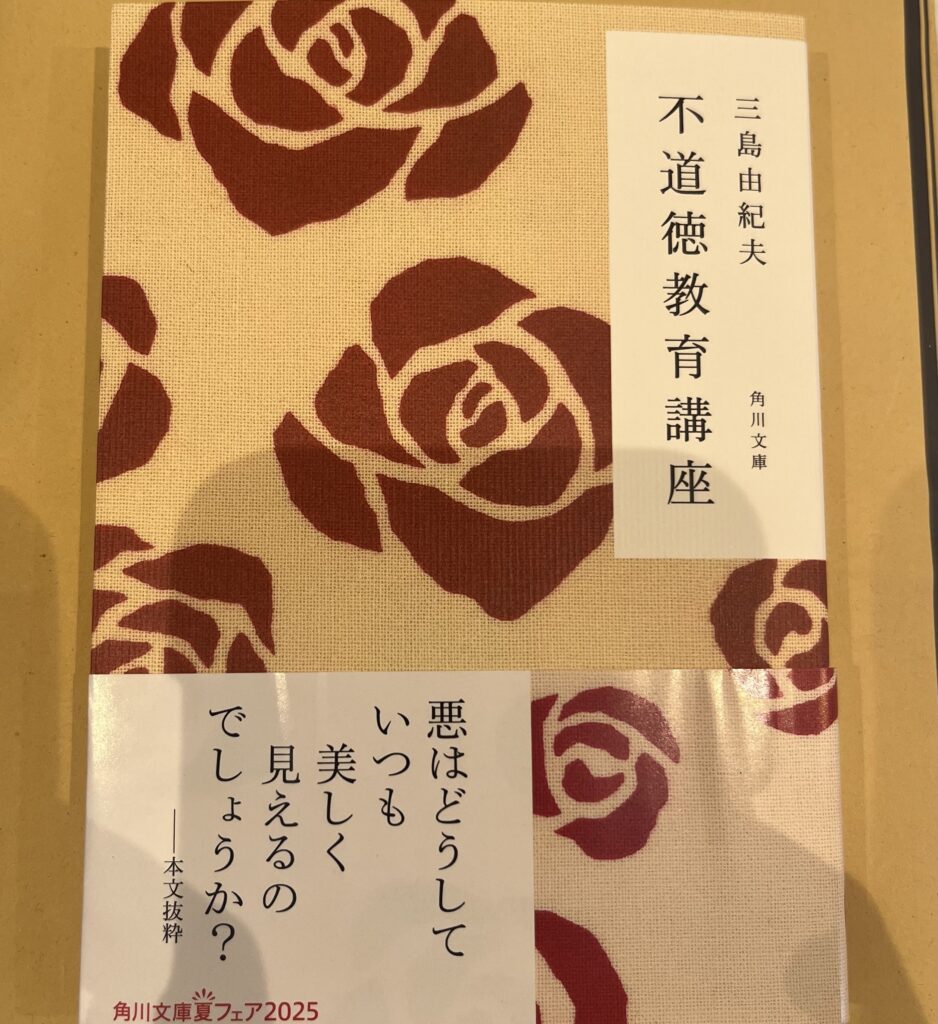 三島由紀夫
不道徳教育講座
角川文庫
悪はどうして
いつも
美しく
見えるの
でしょうか?
──本文抜粋
角川文庫夏フェア2025